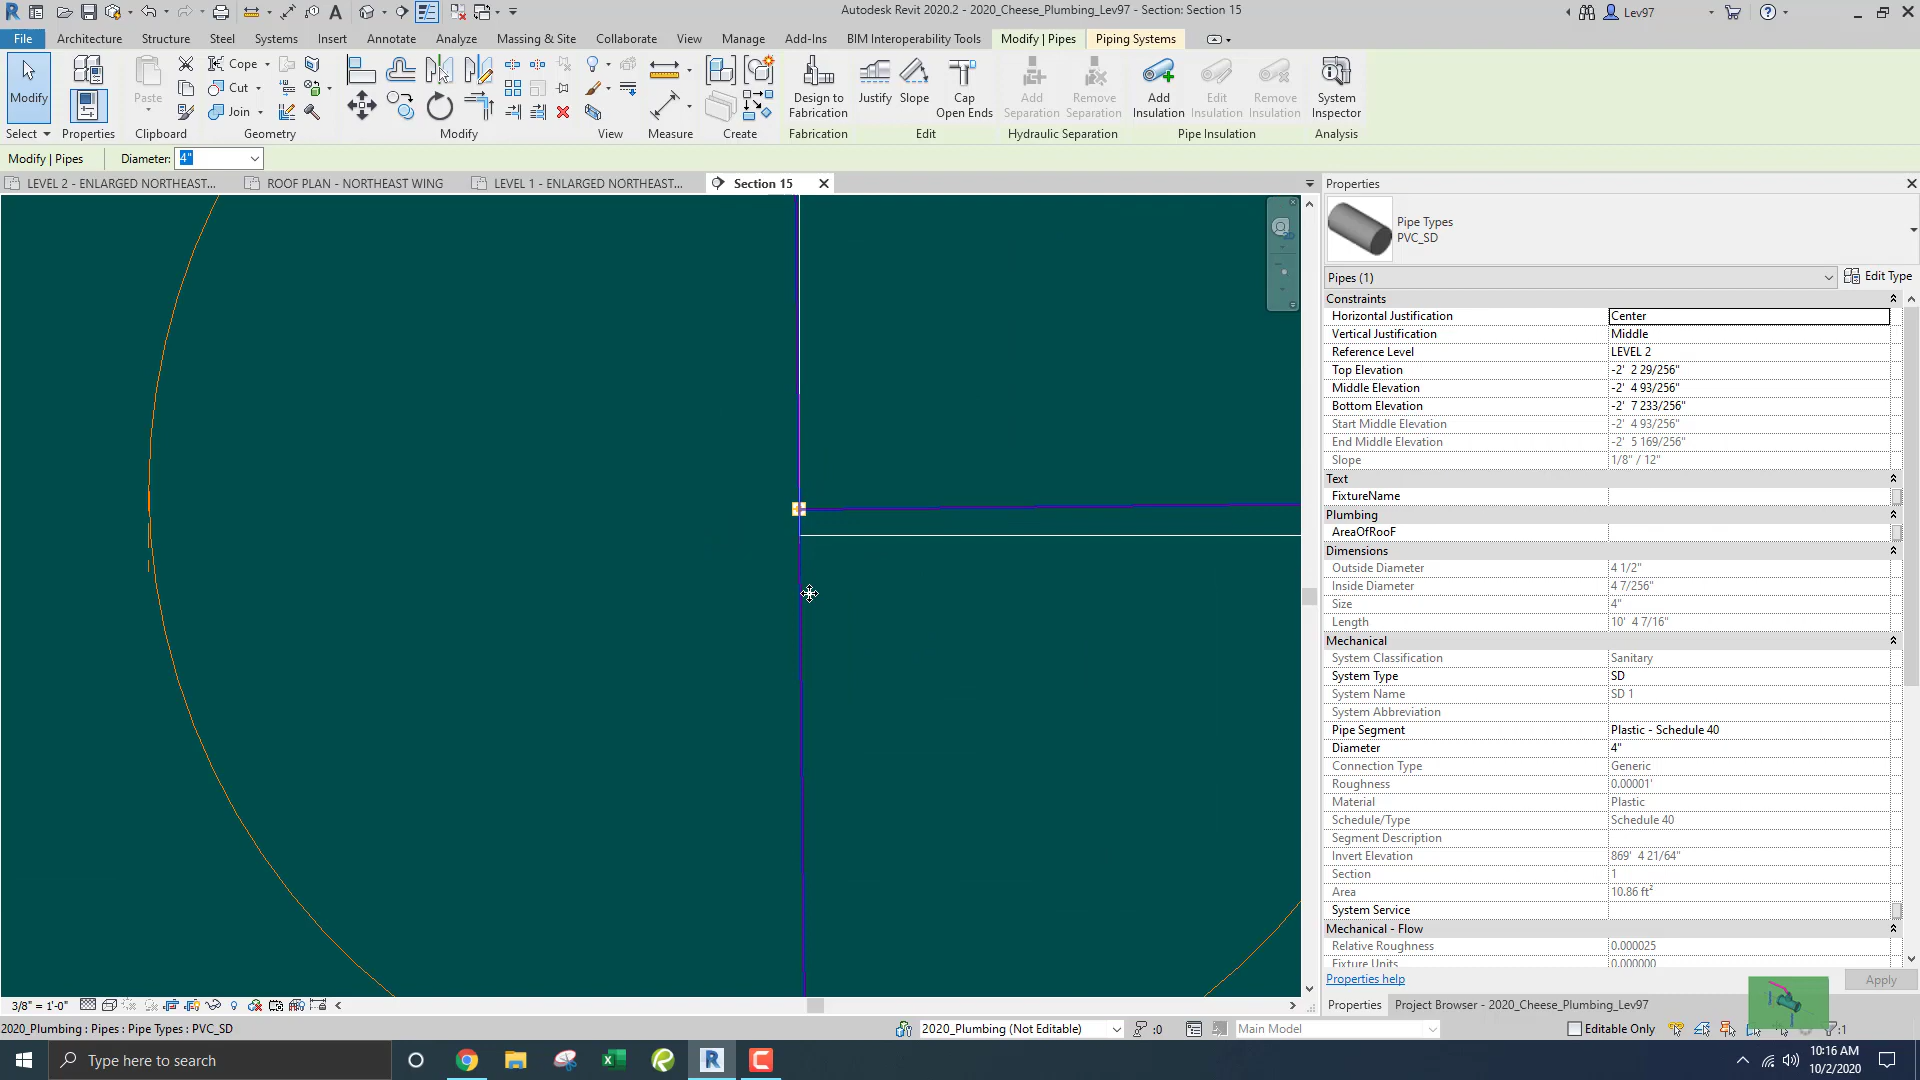 Autodesk Revit 2020.2 - 2020_Cheese_Plumbing_Lev97 - Section: Section 15
Lev97
File Architecture Structure Steel Systems Insert Annotate Analyze Massing & Site Collaborate View Manage Add-Ins BIM Interoperability Tools Modify | Pipes Piping Systems
Modify
Paste
Cope
Cut
Join
Design to Fabrication
Justify
Slope
Cap Open Ends
Add Separation
Remove Separation
Add Insulation
Edit Insulation
Remove Insulation
System Inspector
Select Properties Clipboard Geometry Modify View Measure Create Fabrication Edit Hydraulic Separation Pipe Insulation Analysis
Modify | Pipes Diameter: 4"
LEVEL 2 - ENLARGED NORTHEAST... ROOF PLAN - NORTHEAST WING LEVEL 1 - ENLARGED NORTHEAST... Section 15
Properties
Pipe Types
PVC_SD
Pipes (1) Edit Type
Constraints
Horizontal Justification Center
Vertical Justification Middle
Reference Level LEVEL 2
Top Elevation -2' 2 29/256"
Middle Elevation -2' 4 93/256"
Bottom Elevation -2' 7 233/256"
Start Middle Elevation -2' 4 93/256"
End Middle Elevation -2' 5 169/256"
Slope 1/8" / 12"
Text
FixtureName
Plumbing
AreaOfRooF
Dimensions
Outside Diameter 4 1/2"
Inside Diameter 4 7/256"
Size 4"
Length 10' 4 7/16"
Mechanical
System Classification Sanitary
System Type SD
System Name SD 1
System Abbreviation
Pipe Segment Plastic - Schedule 40
Diameter 4"
Connection Type Generic
Roughness 0.00001'
Material Plastic
Schedule/Type Schedule 40
Segment Description
Invert Elevation 869' 4 21/64"
Section 1
Area 10.86 ft²
System Service
Mechanical - Flow
Relative Roughness 0.000025
Fixture Units 0.000000
Properties help Apply
Properties Project Browser - 2020_Cheese_Plumbing_Lev97
3/8" = 1'-0"
2020_Plumbing : Pipes : Pipe Types : PVC_SD 2020_Plumbing (Not Editable) :0 Main Model Editable Only :1
Type here to search
10:16 AM
10/2/2020